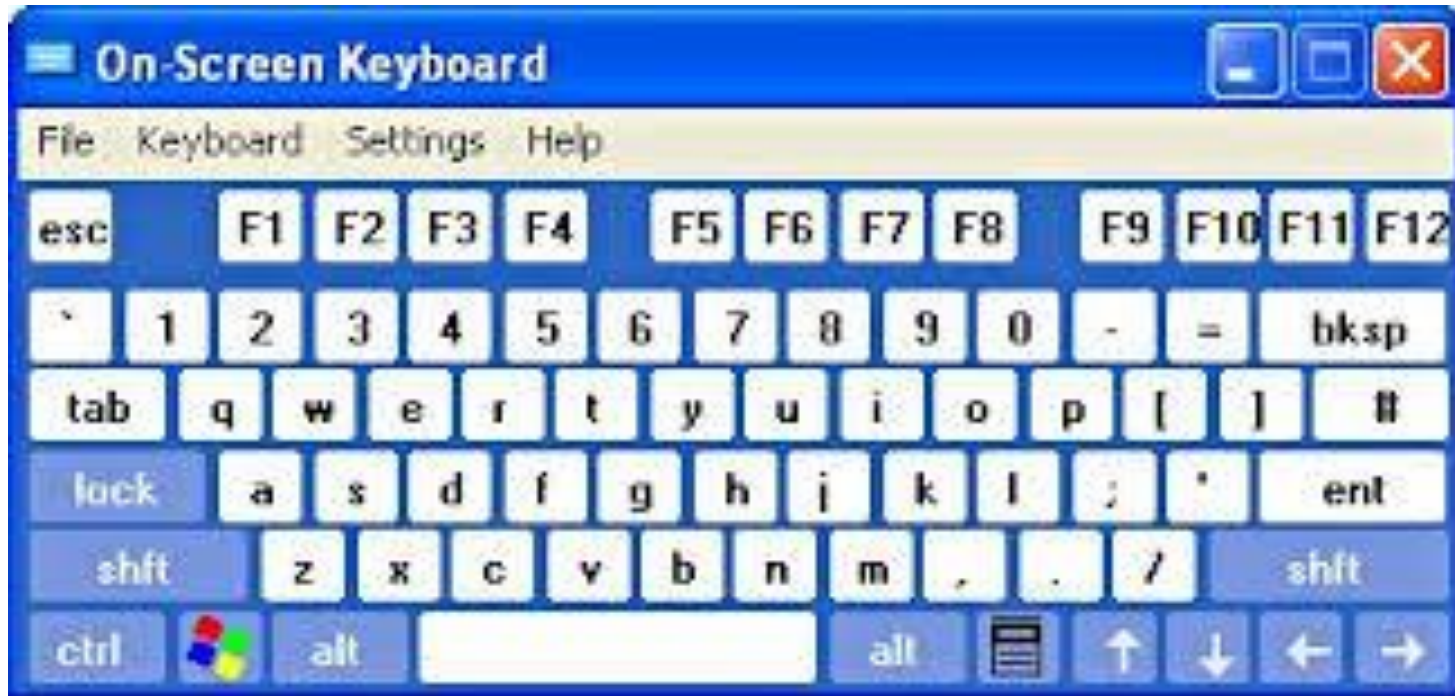 On-Screen Keyboard
File Keyboard Settings Help
esc F1 F2 F3 F4 F5 F6 F7 F8 F9 F10 F11 F12
` 1 2 3 4 5 6 7 8 9 0 - = bksp
tab q w e r t y u i o p [ ] #
lock a s d f g h j k l ; ' ent
shft z x c v b n m , . / shft
ctrl alt alt ↑ ↓ ← →